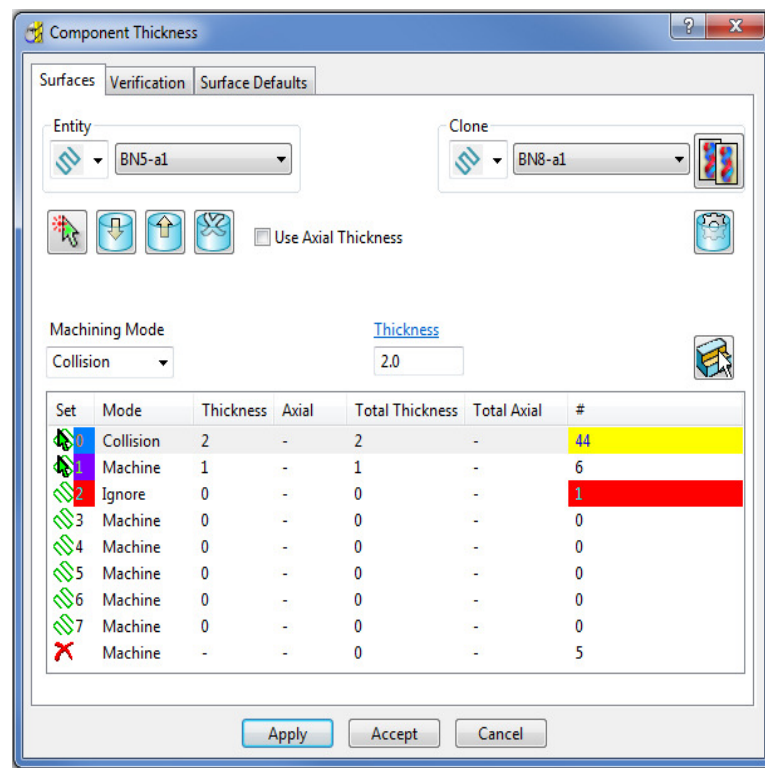 Component Thickness
Surfaces Verification Surface Defaults
Entity Clone
BN5-a1 BN8-a1
Use Axial Thickness
Machining Mode Thickness
Collision 2.0
Set Mode Thickness Axial Total Thickness Total Axial #
0 Collision 2 - 2 - 44
1 Machine 1 - 1 - 6
2 Ignore 0 - 0 - 1
3 Machine 0 - 0 - 0
4 Machine 0 - 0 - 0
5 Machine 0 - 0 - 0
6 Machine 0 - 0 - 0
7 Machine 0 - 0 - 0
Machine - - 0 - 5
Apply Accept Cancel